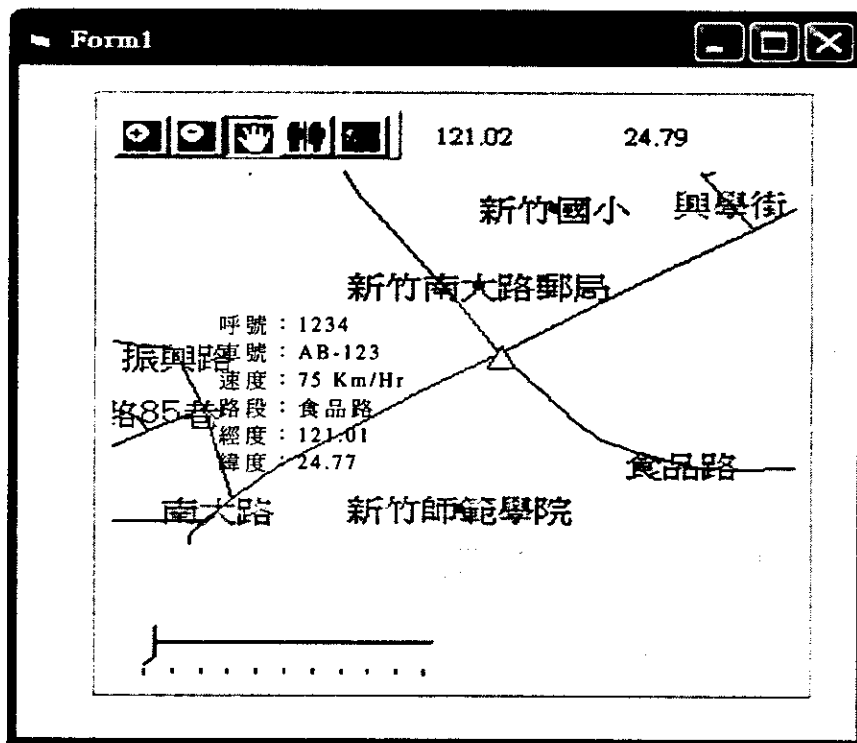 Form1
121.02 24.79
新竹國小 興學街
新竹南大路郵局
呼號：1234
振興路
車號：AB-123
速度：75 Km/Hr
路85巷
路段：食品路
經度：121.01
緯度：24.77
食品路
南大路 新竹師範學院